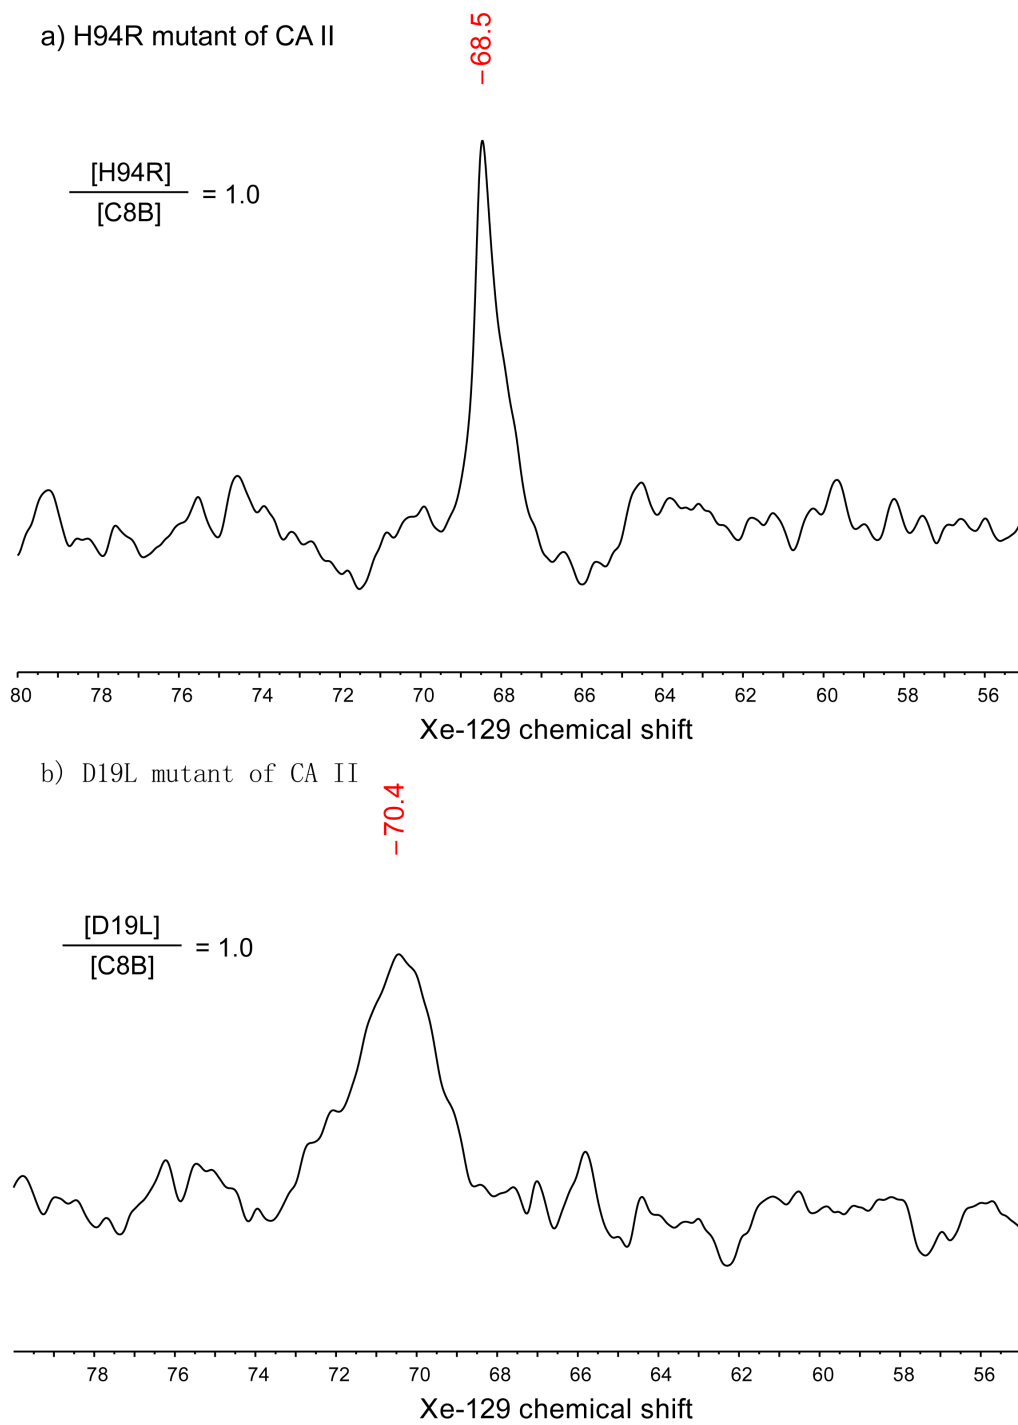 a) H94R mutant of CA II
–68.5
[H94R]
[C8B]
= 1.0
80 78 76 74 72 70 68 66 64 62 60 58 56
Xe-129 chemical shift
b) D19L mutant of CA II
–70.4
[D19L]
[C8B]
= 1.0
78 76 74 72 70 68 66 64 62 60 58 56
Xe-129 chemical shift